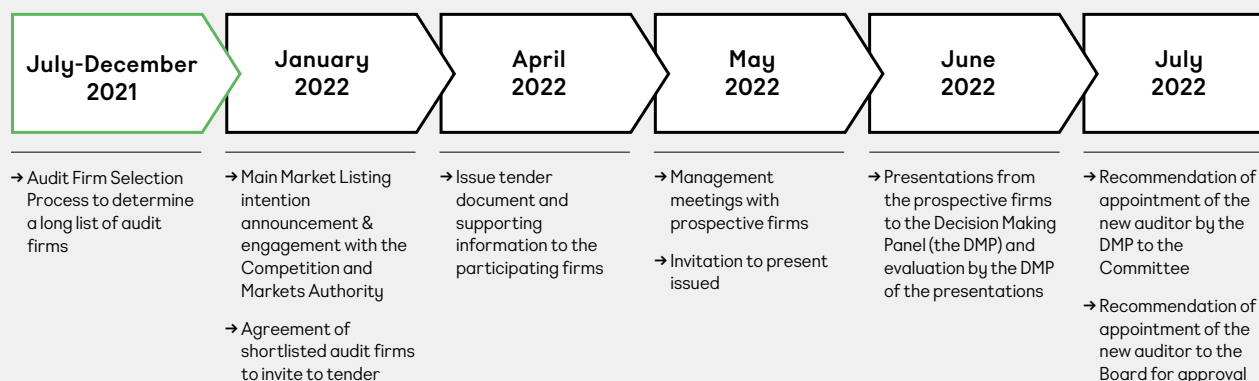 July-December
2021
January
2022
April
2022
May
2022
June
2022
July
2022
→ Audit Firm Selection
Process to determine
a long list of audit
firms
→ Main Market Listing
intention
announcement &
engagement with the
Competition and
Markets Authority
→ Agreement of
shortlisted audit firms
to invite to tender
→ Issue tender
document and
supporting
information to the
participating firms
→ Management
meetings with
prospective firms
→ Invitation to present
issued
→ Presentations from
the prospective firms
to the Decision Making
Panel (the DMP) and
evaluation by the DMP
of the presentations
→ Recommendation of
appointment of the
new auditor by the
DMP to the
Committee
→ Recommendation of
appointment of the
new auditor to the
Board for approval